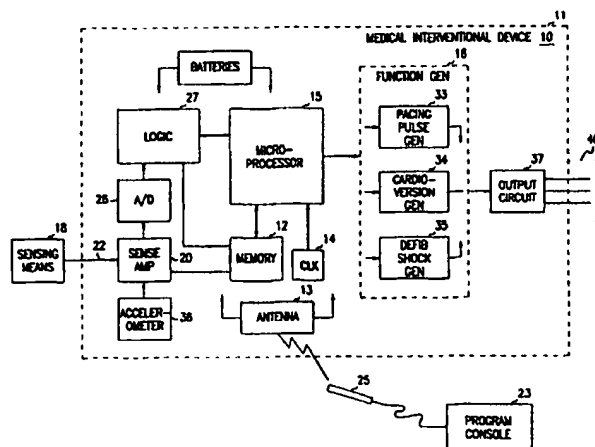 11
MEDICAL INTERVENTIONAL DEVICE 10
BATTERIES
16
27
15
FUNCTION GEN
33
LOGIC
MICRO-
PROCESSOR
PACING
PULSE
GEN
34
37
40
A/D
26
CARDIO-
VERSION
GEN
OUTPUT
CIRCUIT
18
12
14
35
SENSING
MEANS
22
SENSE
AMP
20
MEMORY
CLK
DEFIB
SHOCK
GEN
13
ACCELER-
OMETER
36
ANTENNA
25
23
PROGRAM
CONSOLE